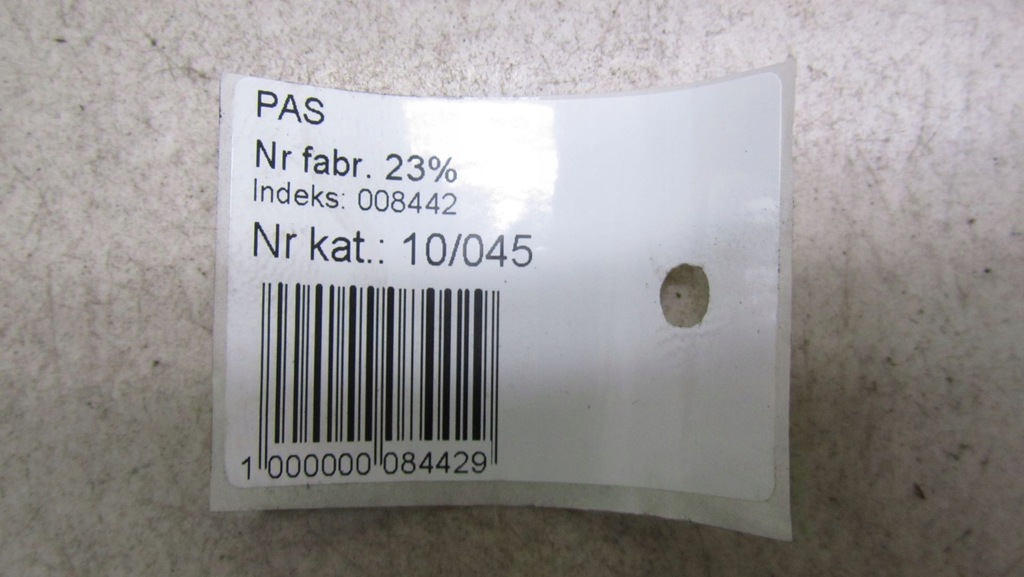 PAS
Nr fabr. 23%
Indeks: 008442
Nr kat.: 10/045
1 000000 084429